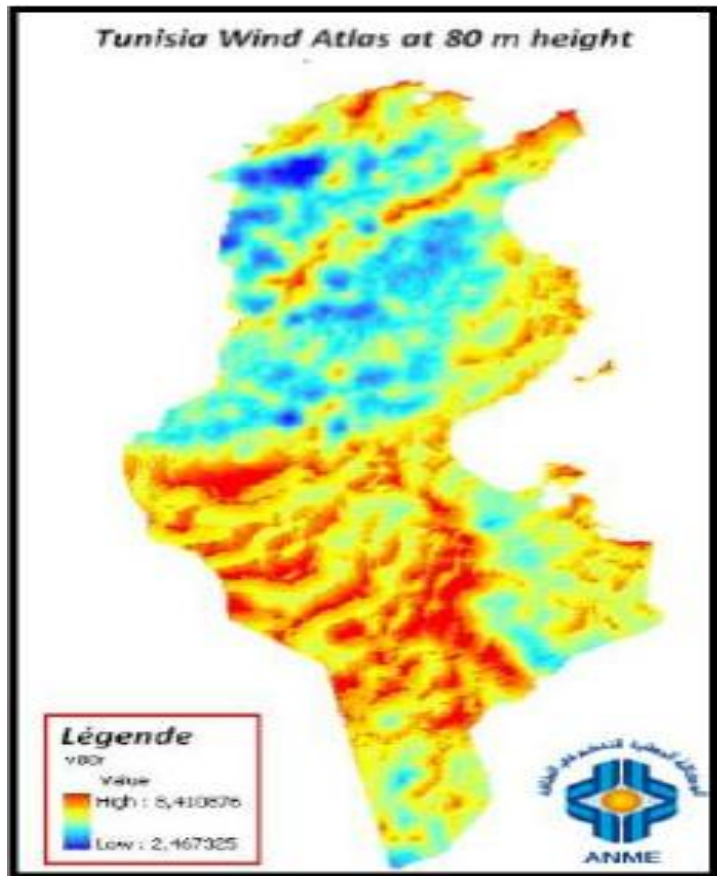 Tunisia Wind Atlas at 80 m height
Légende
v80r
Value
High : 8,410876
Low : 2,467325
ANME